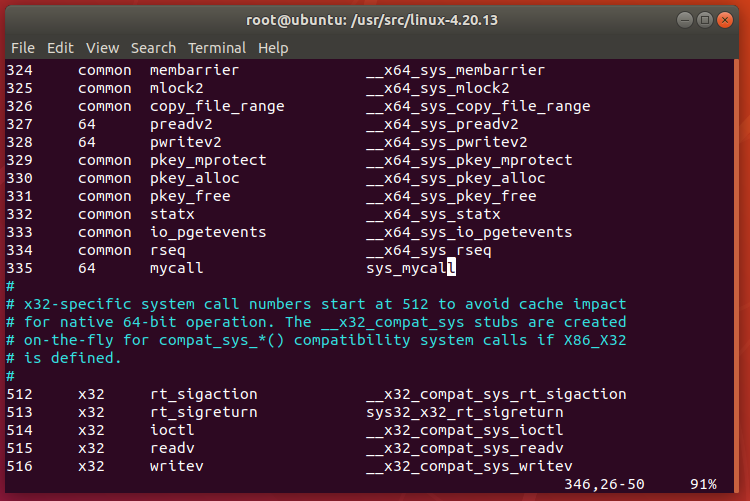 root@ubuntu: /usr/src/linux-4.20.13
File Edit View Search Terminal Help
324 common membarrier __x64_sys_membarrier
325 common mlock2 __x64_sys_mlock2
326 common copy_file_range __x64_sys_copy_file_range
327 64 preadv2 __x64_sys_preadv2
328 64 pwritev2 __x64_sys_pwritev2
329 common pkey_mprotect __x64_sys_pkey_mprotect
330 common pkey_alloc __x64_sys_pkey_alloc
331 common pkey_free __x64_sys_pkey_free
332 common statx __x64_sys_statx
333 common io_pgetevents __x64_sys_io_pgetevents
334 common rseq __x64_sys_rseq
335 64 mycall sys_mycall
#
# x32-specific system call numbers start at 512 to avoid cache impact
# for native 64-bit operation. The __x32_compat_sys stubs are created
# on-the-fly for compat_sys_*() compatibility system calls if X86_X32
# is defined.
#
512 x32 rt_sigaction __x32_compat_sys_rt_sigaction
513 x32 rt_sigreturn sys32_x32_rt_sigreturn
514 x32 ioctl __x32_compat_sys_ioctl
515 x32 readv __x32_compat_sys_readv
516 x32 writev __x32_compat_sys_writev
346,26-50 91%